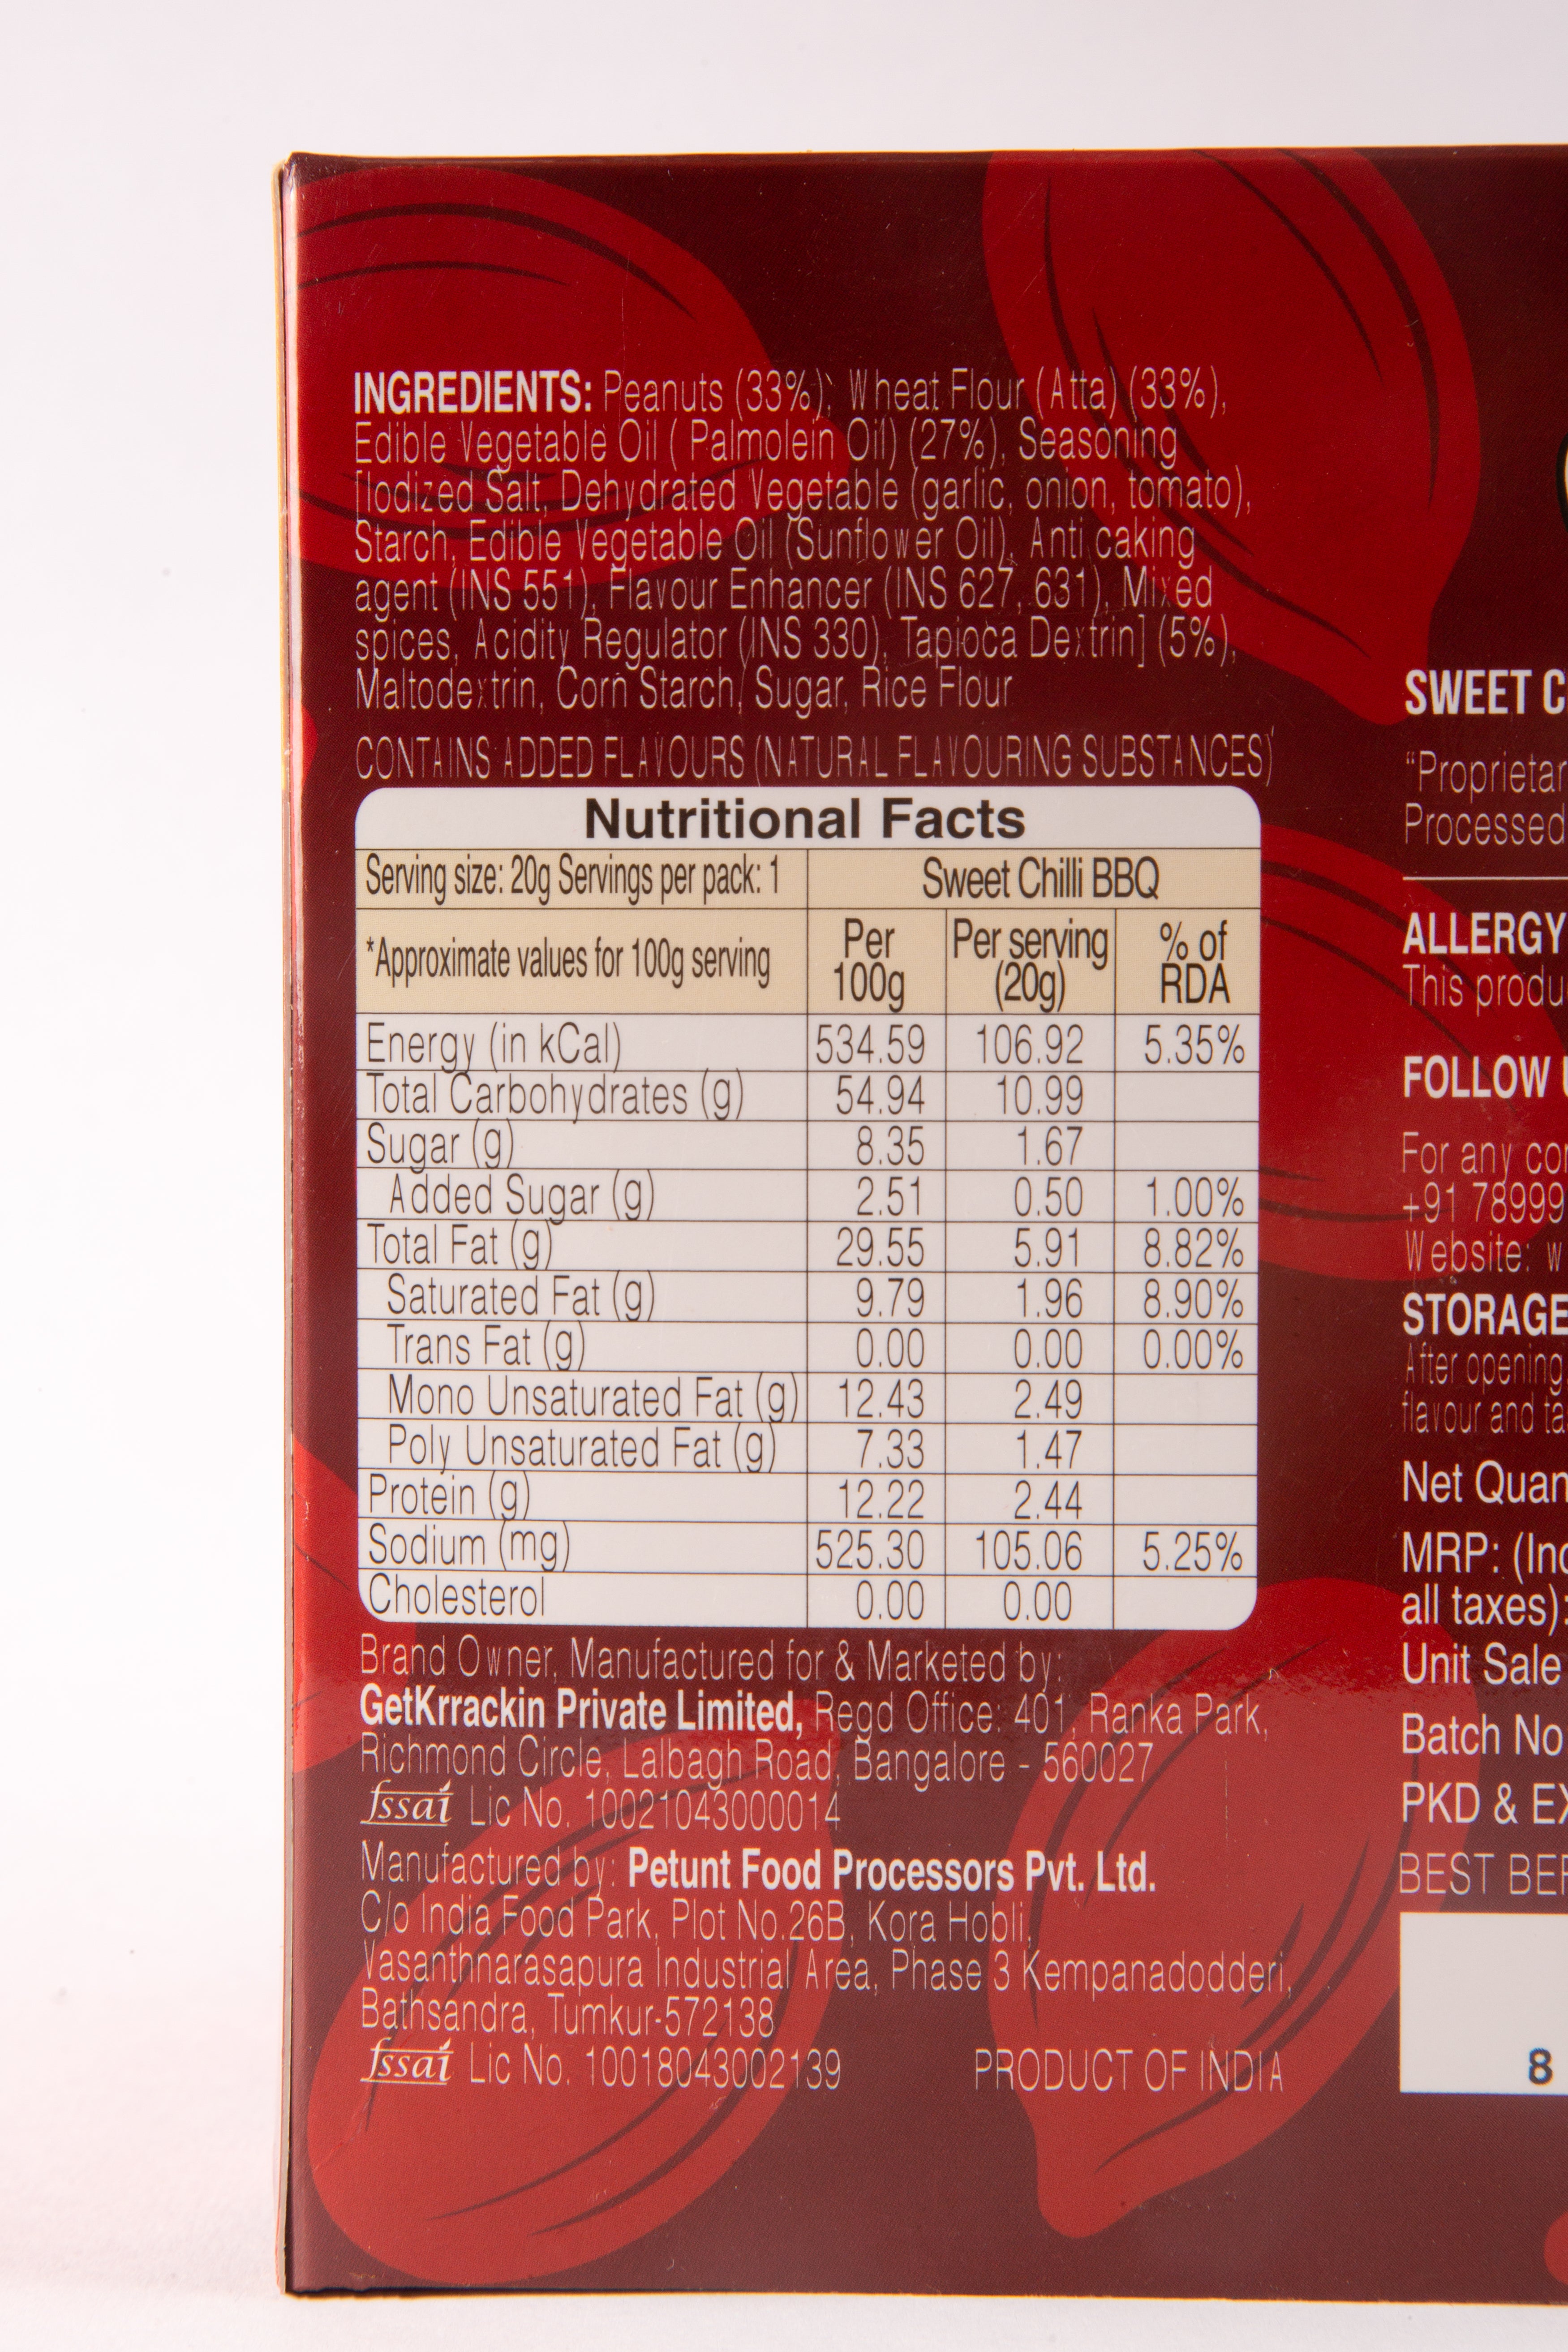 INGREDIENTS: Peanuts (33%), Wheat Flour (Atta) (33%),
Edible Vegetable Oil ( Palmolein Oil) (27%), Seasoning
[Iodized Salt, Dehydrated Vegetable (garlic, onion, tomato),
Starch, Edible Vegetable Oil (Sunflower Oil), Anti caking
agent (INS 551), Flavour Enhancer (INS 627, 631), Mixed
spices, Acidity Regulator (INS 330), Tapioca Dextrin] (5%),
Maltodextrin, Corn Starch, Sugar, Rice Flour
CONTAINS ADDED FLAVOURS (NATURAL FLAVOURING SUBSTANCES)
Nutritional Facts
Serving size: 20g Servings per pack: 1 Sweet Chilli BBQ
*Approximate values for 100g serving Per 100g Per serving (20g) % of RDA
Energy (in kCal) 534.59 106.92 5.35%
Total Carbohydrates (g) 54.94 10.99
Sugar (g) 8.35 1.67
Added Sugar (g) 2.51 0.50 1.00%
Total Fat (g) 29.55 5.91 8.82%
Saturated Fat (g) 9.79 1.96 8.90%
Trans Fat (g) 0.00 0.00 0.00%
Mono Unsaturated Fat (g) 12.43 2.49
Poly Unsaturated Fat (g) 7.33 1.47
Protein (g) 12.22 2.44
Sodium (mg) 525.30 105.06 5.25%
Cholesterol 0.00 0.00
Brand Owner, Manufactured for & Marketed by:
GetKrrackin Private Limited, Regd Office: 401, Ranka Park,
Richmond Circle, Lalbagh Road, Bangalore - 560027
fssai Lic No. 10021043000014
Manufactured by: Petunt Food Processors Pvt. Ltd.
C/o India Food Park, Plot No.26B, Kora Hobli,
Vasanthnarasapura Industrial Area, Phase 3 Kempanadodderi,
Bathsandra, Tumkur-572138
fssai Lic No. 10018043002139 PRODUCT OF INDIA
SWEET C
"Proprietar
Processed
ALLERGY
This produ
FOLLOW
For any co
+91 78999
Website: w
STORAGE
After opening
flavour and ta
Net Quan
MRP: (Inc
all taxes):
Unit Sale
Batch No
PKD & EX
BEST BEF
8